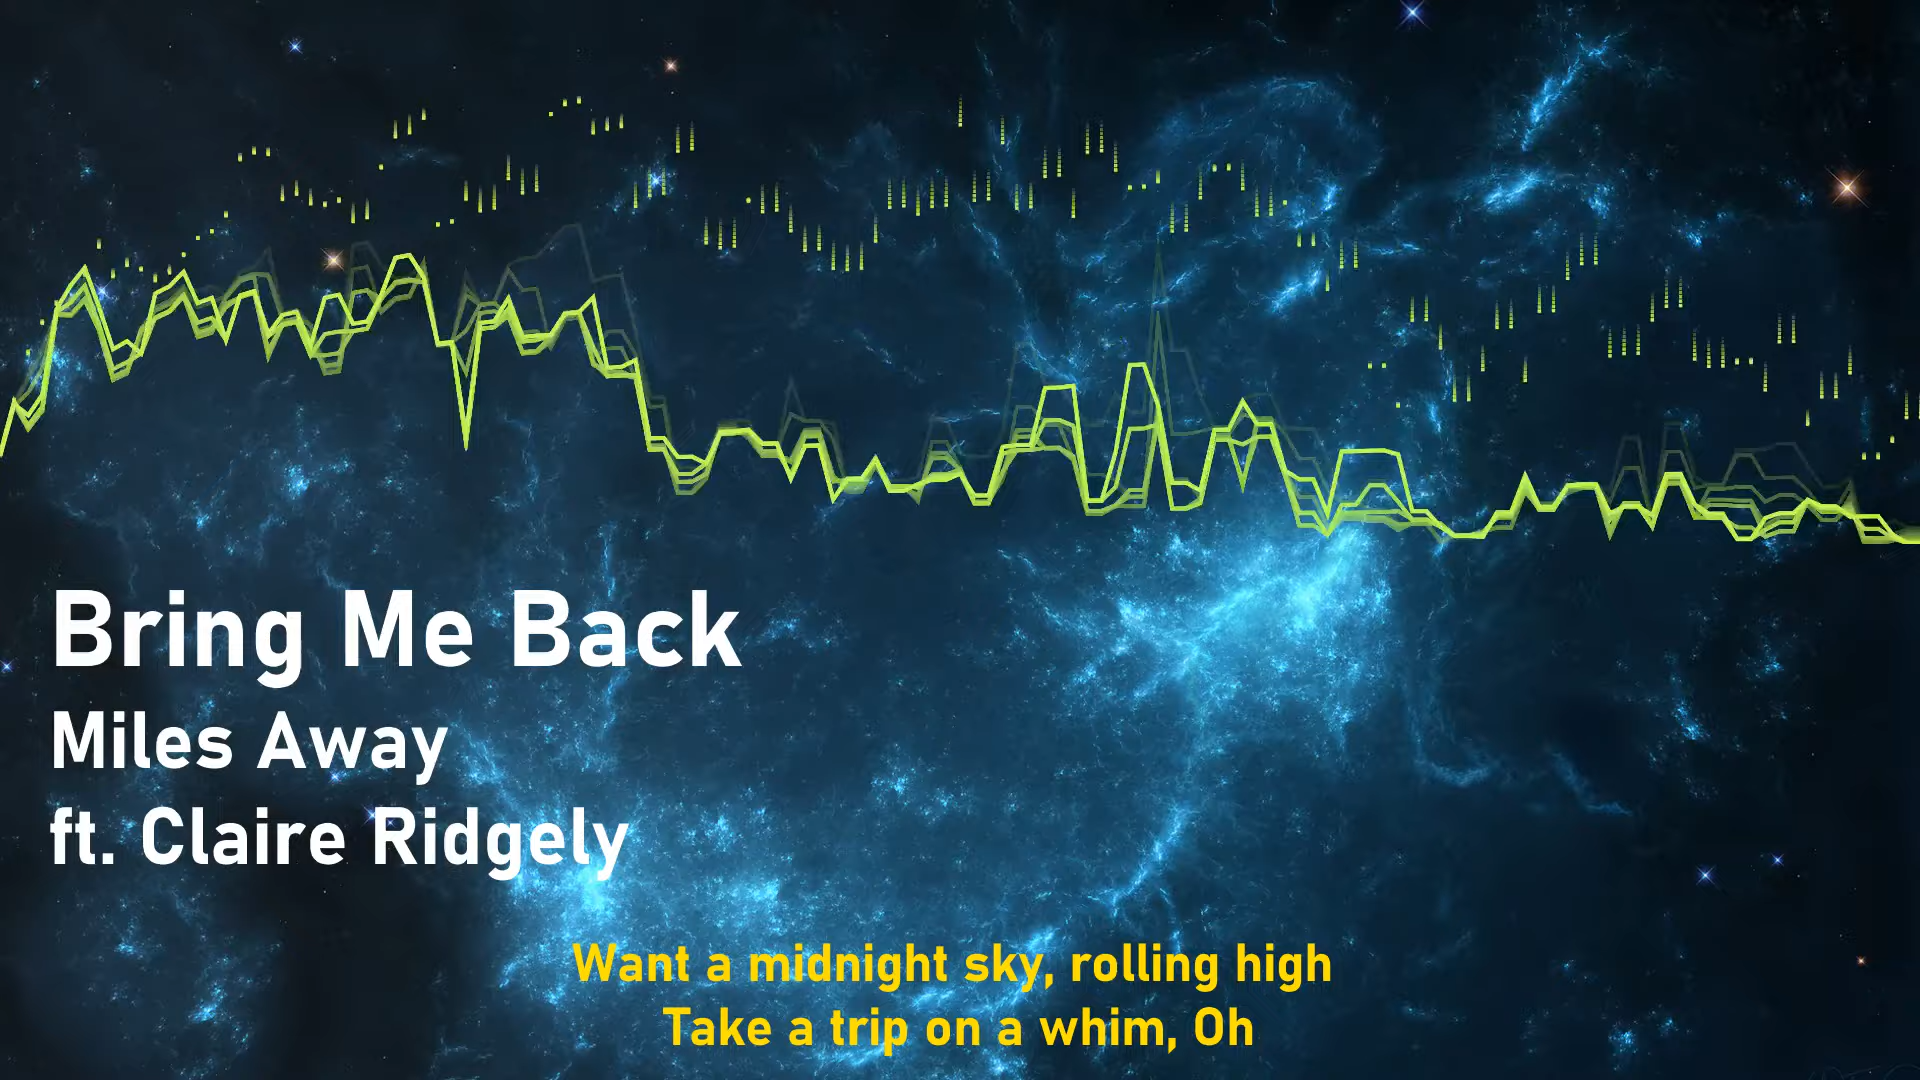 Bring Me Back
Miles Away
ft. Claire Ridgely
Want a midnight sky, rolling high
Take a trip on a whim, Oh